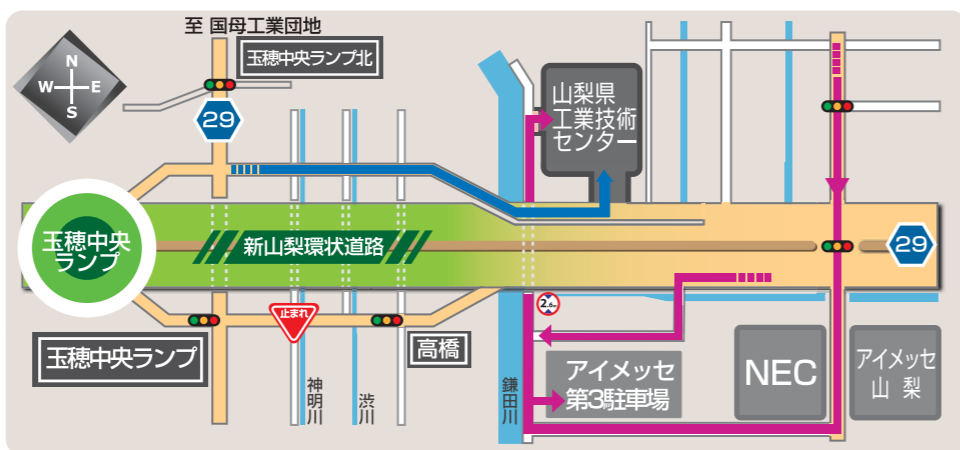 至 国母工業団地
玉穂中央ランプ北
N
W E
S
29
山梨県
工業技術
センター
玉穂中央
ランプ
新山梨環状道路
29
止まれ
2.6m
玉穂中央ランプ
高橋
神明川
渋川
鎌田川
アイメッセ
第3駐車場
NEC
アイメッセ
山梨